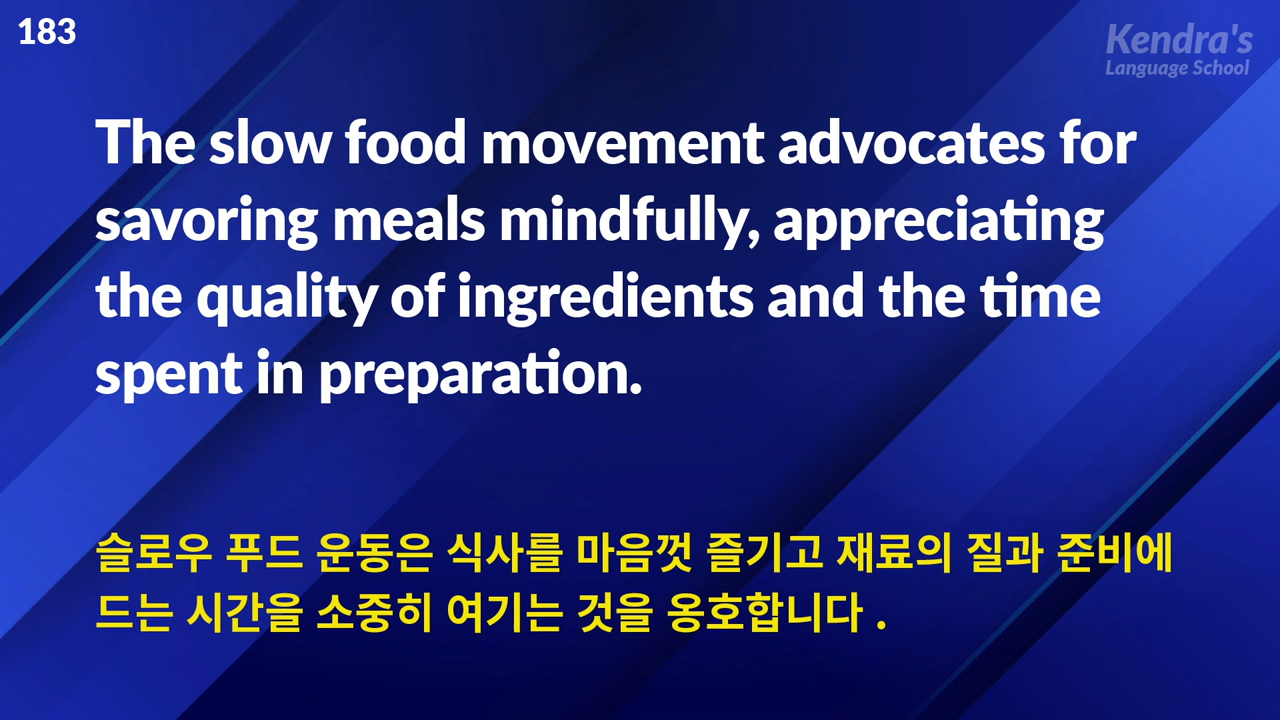 183
Kendra's
Language School
The slow food movement advocates for
savoring meals mindfully, appreciating
the quality of ingredients and the time
spent in preparation.
슬로우 푸드 운동은 식사를 마음껏 즐기고 재료의 질과 준비에
드는 시간을 소중히 여기는 것을 옹호합니다 .